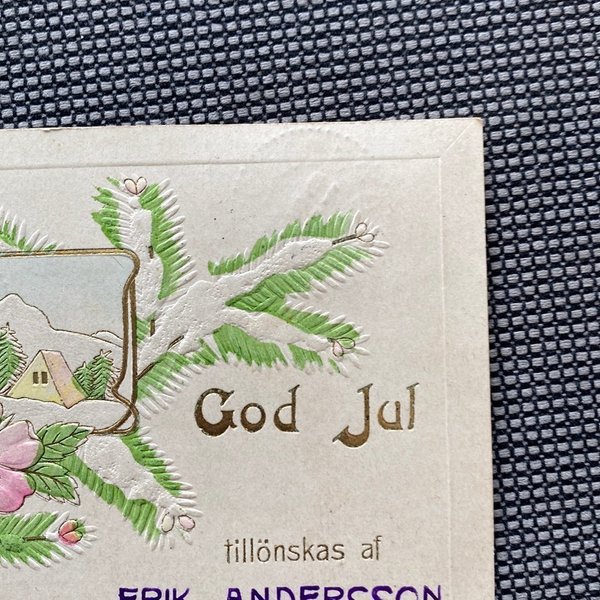 God Jul
tillönskas af
ERIK ANDERSSON